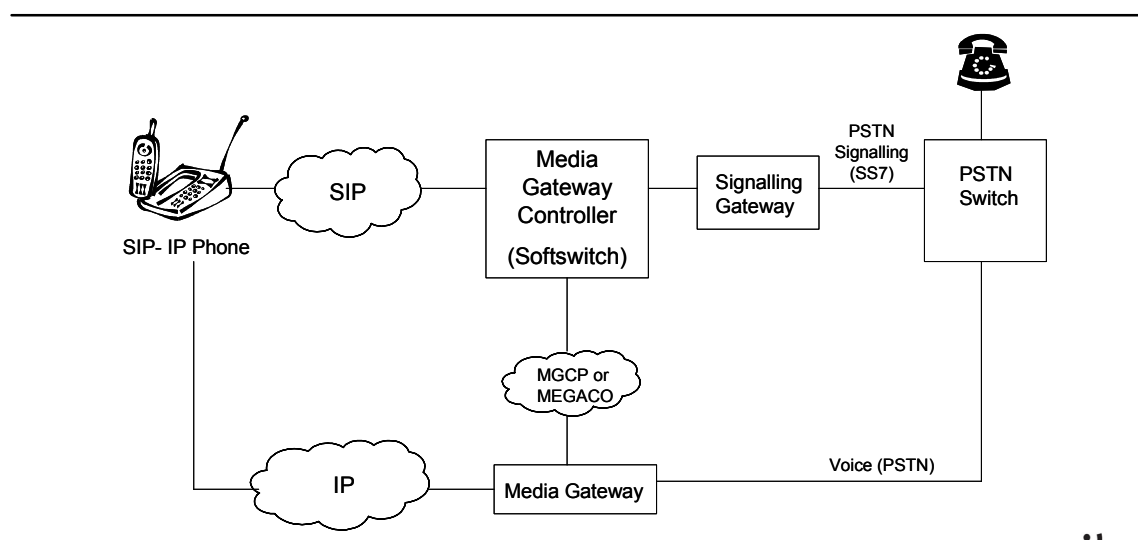 PSTN
Signalling
(SS7)
Media
Gateway
Controller
(Softswitch)
Signalling
Gateway
PSTN
Switch
SIP
SIP- IP Phone
MGCP or
MEGACO
Voice (PSTN)
IP
Media Gateway